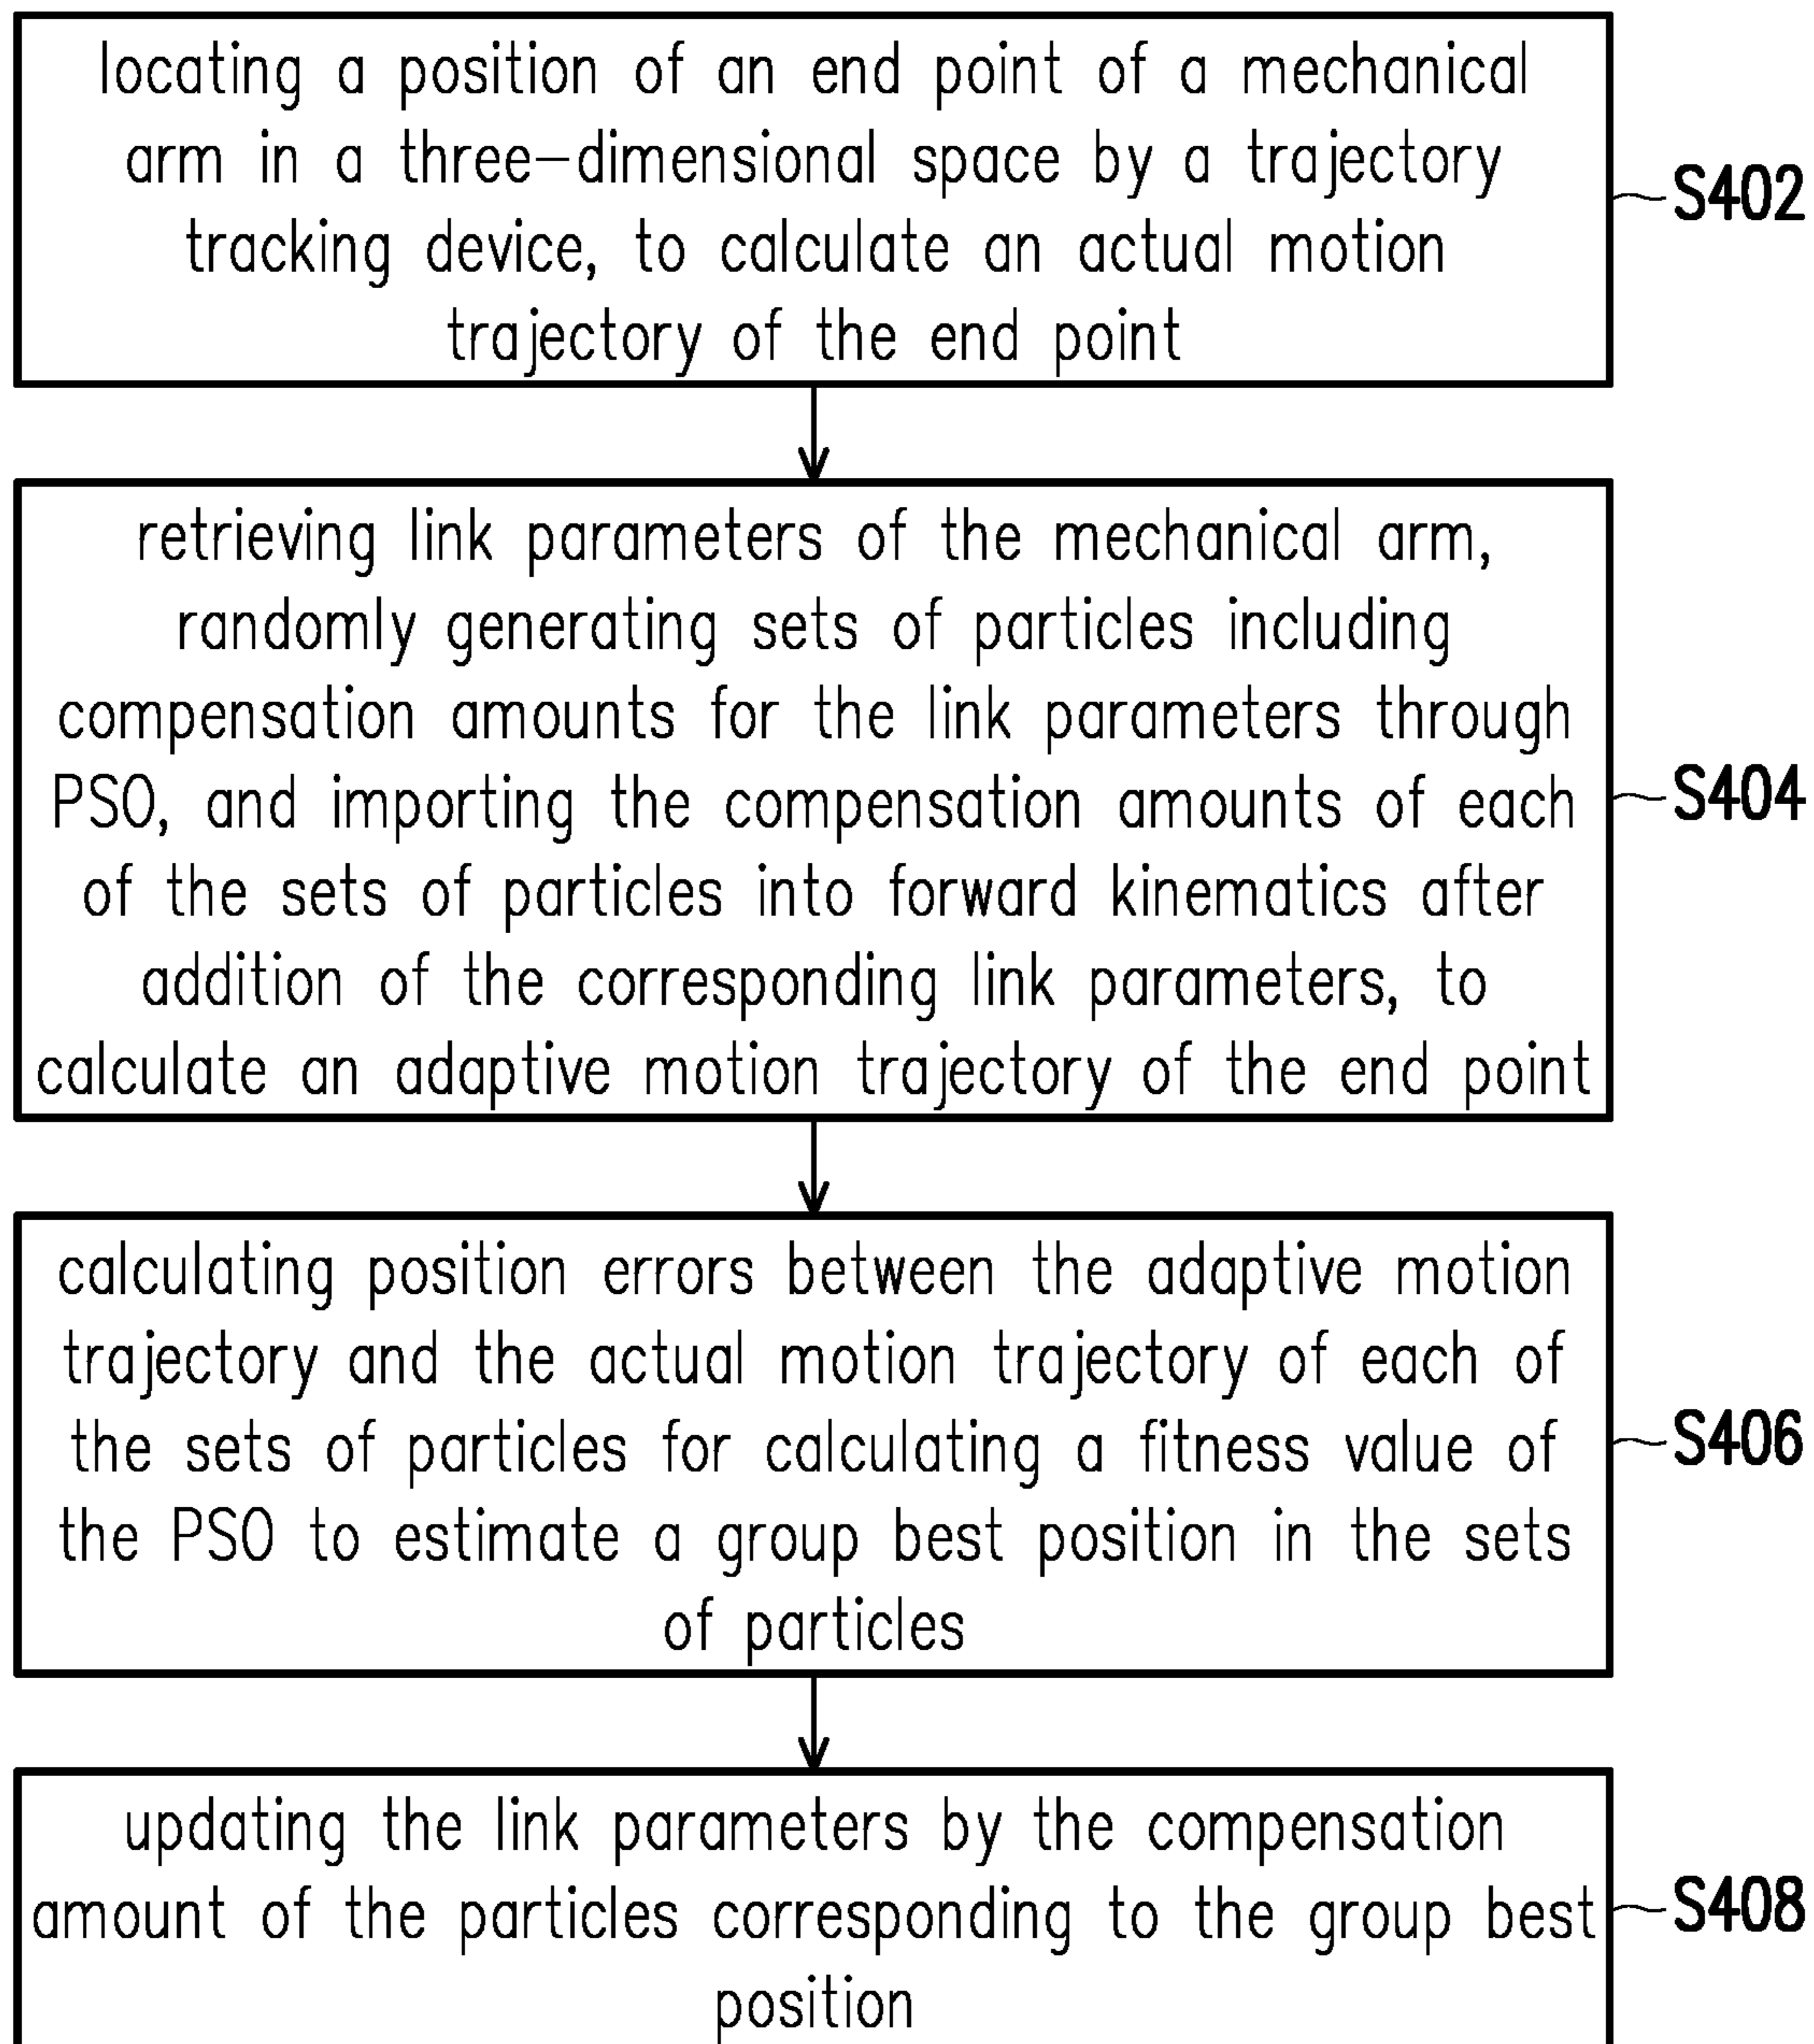 locating a position of an end point of a mechanical
arm in a three-dimensional space by a trajectory
tracking device, to calculate an actual motion
trajectory of the end point
S402
retrieving link parameters of the mechanical arm,
randomly generating sets of particles including
compensation amounts for the link parameters through
PSO, and importing the compensation amounts of each
of the sets of particles into forward kinematics after
addition of the corresponding link parameters, to
calculate an adaptive motion trajectory of the end point
S404
calculating position errors between the adaptive motion
trajectory and the actual motion trajectory of each of
the sets of particles for calculating a fitness value of
the PSO to estimate a group best position in the sets
of particles
S406
updating the link parameters by the compensation
amount of the particles corresponding to the group best
position
S408